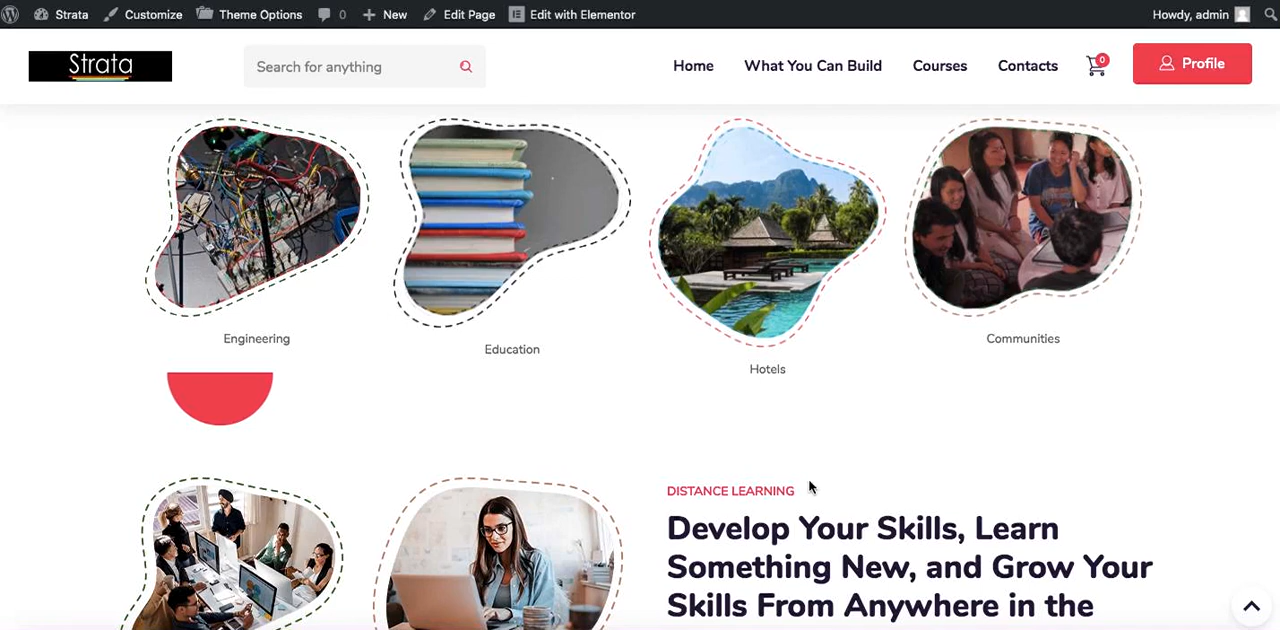 Strata Customize Theme Options 0 New Edit Page Edit with Elementor Howdy, admin
Strata Search for anything Home What You Can Build Courses Contacts 0 Profile
Engineering
Education
Hotels
Communities
DISTANCE LEARNING
Develop Your Skills, Learn
Something New, and Grow Your
Skills From Anywhere in the